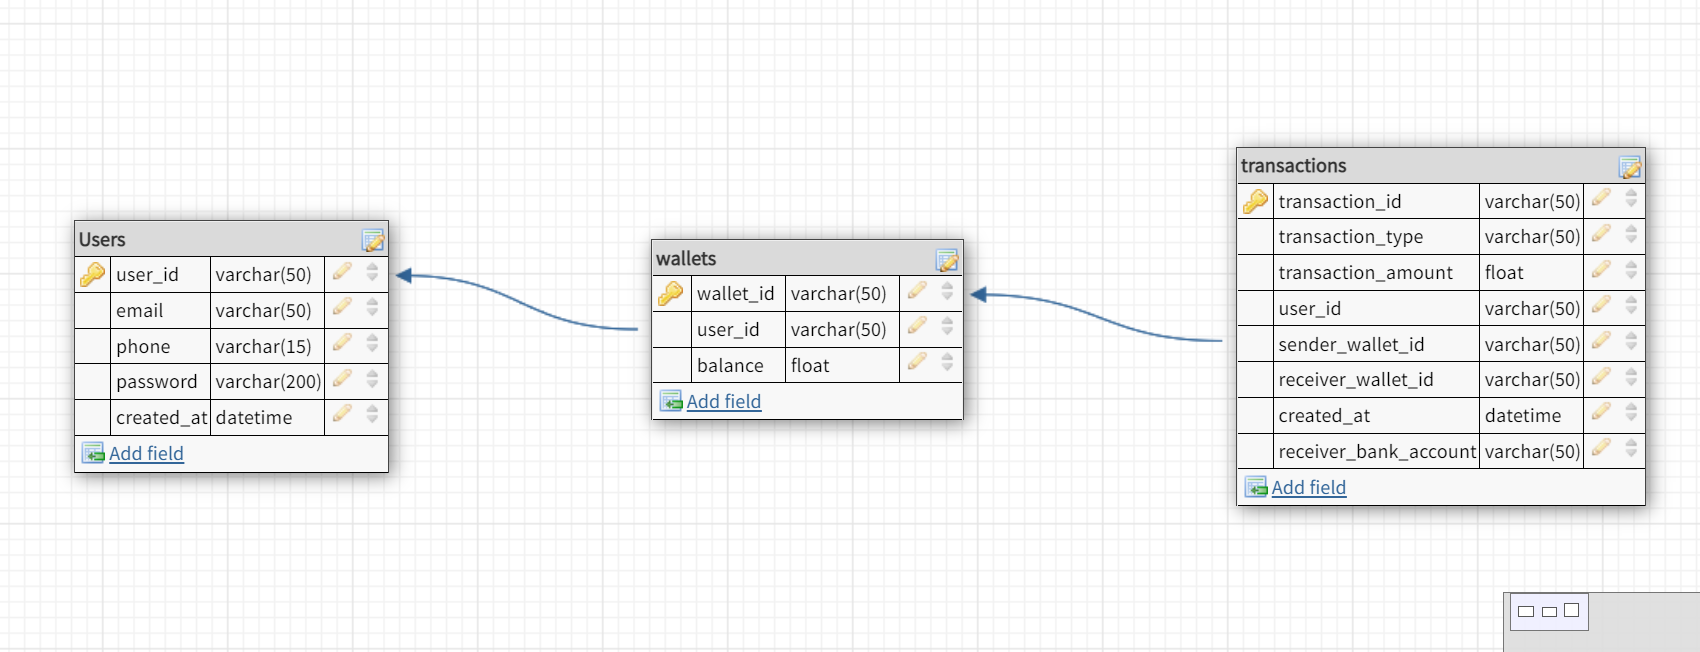 Users
user_id varchar(50)
email varchar(50)
phone varchar(15)
password varchar(200)
created_at datetime
Add field
wallets
wallet_id varchar(50)
user_id varchar(50)
balance float
Add field
transactions
transaction_id varchar(50)
transaction_type varchar(50)
transaction_amount float
user_id varchar(50)
sender_wallet_id varchar(50)
receiver_wallet_id varchar(50)
created_at datetime
receiver_bank_account varchar(50)
Add field